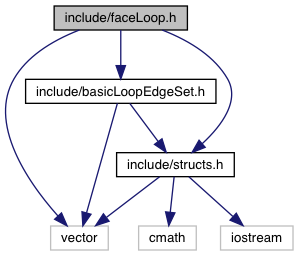 include/faceLoop.h
include/basicLoopEdgeSet.h
include/structs.h
vector
cmath
iostream